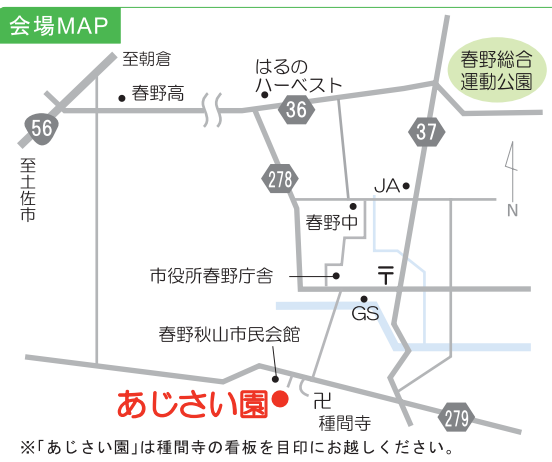 会場MAP
至朝倉
春野高
はるの
ハーベスト
春野総合
運動公園
56
36
37
至土佐市
278
JA
N
春野中
市役所春野庁舎
〒
GS
春野秋山市民会館
あじさい園
卍
種間寺
279
※「あじさい園」は種間寺の看板を目印にお越しください。